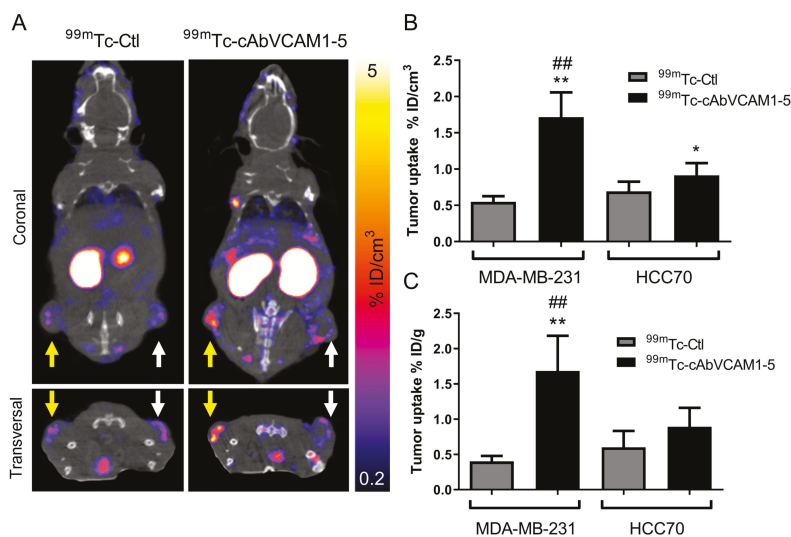 A
99mTc-Ctl
99mTc-cAbVCAM1-5
Coronal
Transversal
5
% ID/cm3
0.2
B
Tumor uptake % ID/cm3
2.5
2.0
1.5
1.0
0.5
0.0
##
**
*
99mTc-Ctl
99mTc-cAbVCAM1-5
MDA-MB-231
HCC70
C
Tumor uptake % ID/g
2.5
2.0
1.5
1.0
0.5
0.0
##
**
99mTc-Ctl
99mTc-cAbVCAM1-5
MDA-MB-231
HCC70